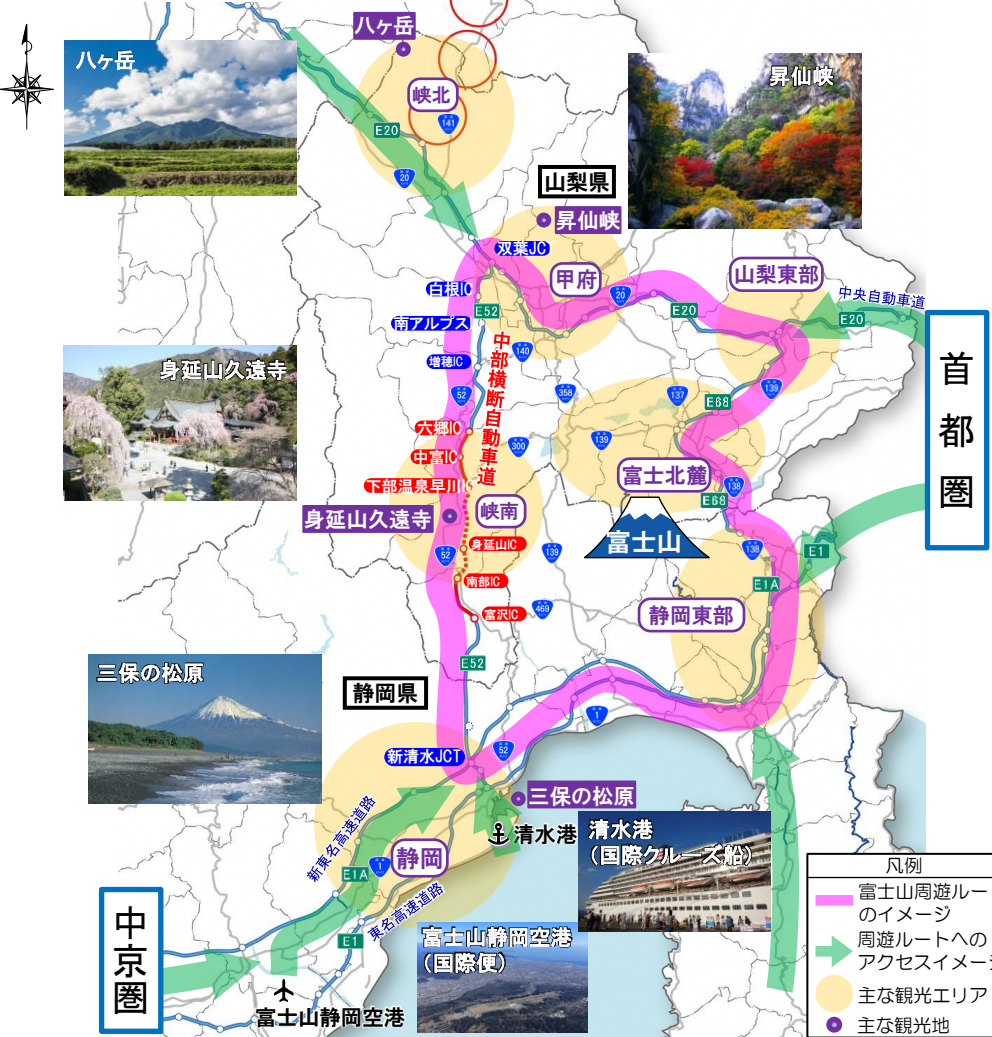 八ヶ岳
八ヶ岳
峡北
141
E20
20
昇仙峡
山梨県
昇仙峡
双葉JC
甲府
山梨東部
白根IC
E52
20
E20
中央自動車道
E20
南アルプス
中部横断自動車道
140
増穂IC
52
358
137
139
E68
首都圏
身延山久遠寺
六郷IC
300
139
中富IC
下部温泉早川IC
富士北麓
138
E68
身延山久遠寺
峡南
富士山
身延山IC
52
139
138
E1
南部IC
E1A
富沢IC
469
静岡東部
E52
三保の松原
静岡県
1
新清水JCT
52
三保の松原
清水港
清水港
(国際クルーズ船)
新東名高速道路
静岡
E1A
1
東名高速道路
E1
中京圏
富士山静岡空港
(国際便)
富士山静岡空港
凡例
富士山周遊ルー
のイメージ
周遊ルートへの
アクセスイメージ
主な観光エリア
主な観光地